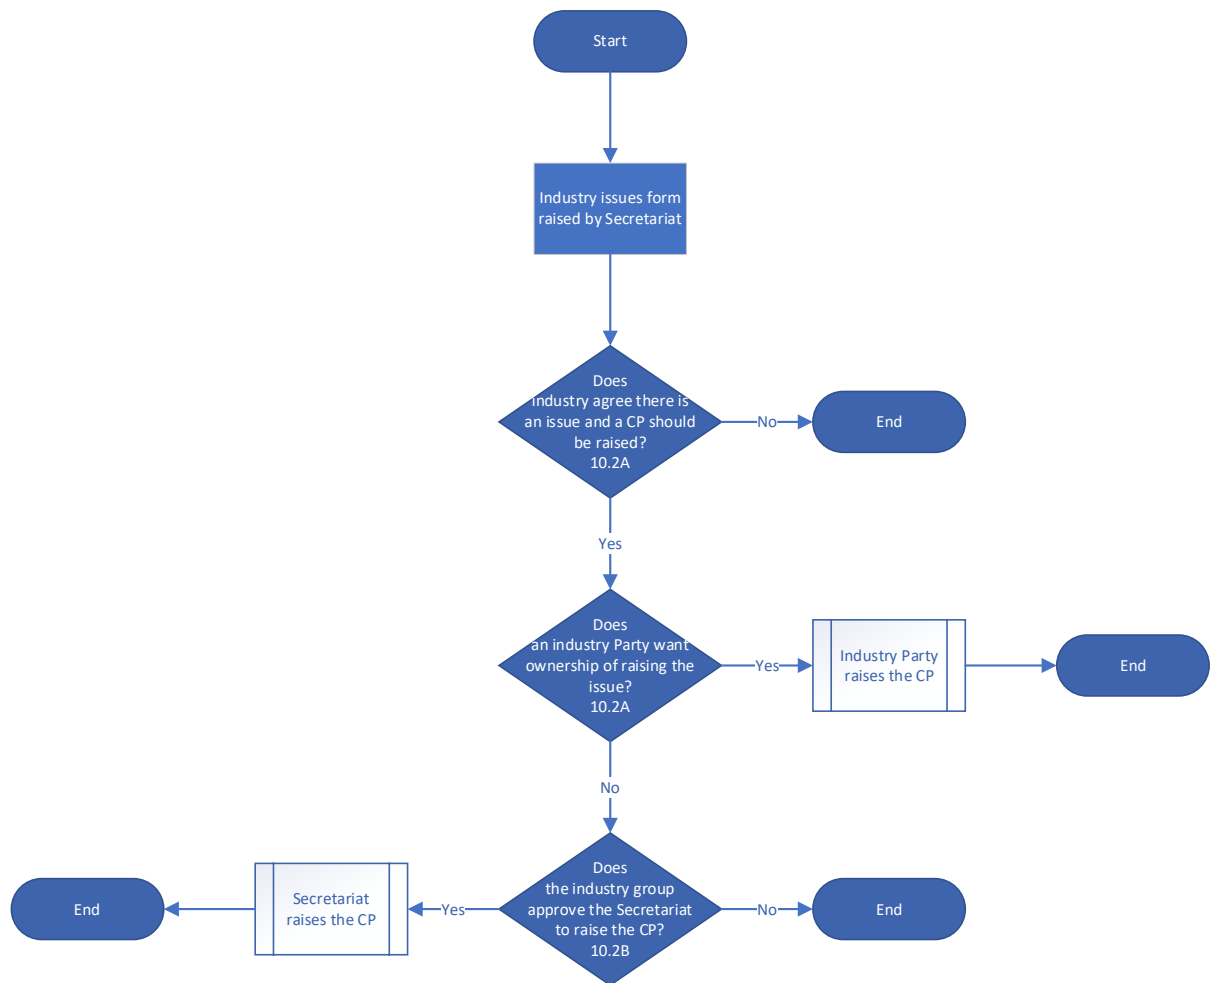 Start
Industry issues form
raised by Secretariat
Does
industry agree there is
an issue and a CP should
be raised?
10.2A
No
End
Yes
Does
an industry Party want
ownership of raising the
issue?
10.2A
Yes
Industry Party
raises the CP
End
No
Does
the industry group
approve the Secretariat
to raise the CP?
10.2B
Yes
Secretariat
raises the CP
End
No
End